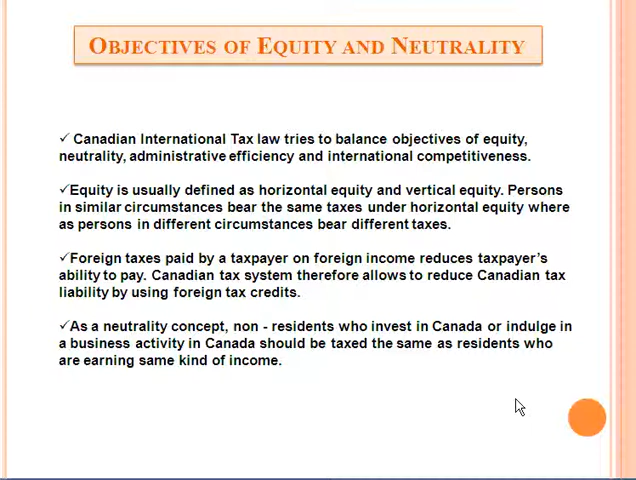 OBJECTIVES OF EQUITY AND NEUTRALITY
✓ Canadian International Tax law tries to balance objectives of equity,
neutrality, administrative efficiency and international competitiveness.
✓Equity is usually defined as horizontal equity and vertical equity. Persons
in similar circumstances bear the same taxes under horizontal equity where
as persons in different circumstances bear different taxes.
✓Foreign taxes paid by a taxpayer on foreign income reduces taxpayer's
ability to pay. Canadian tax system therefore allows to reduce Canadian tax
liability by using foreign tax credits.
✓As a neutrality concept, non - residents who invest in Canada or indulge in
a business activity in Canada should be taxed the same as residents who
are earning same kind of income.